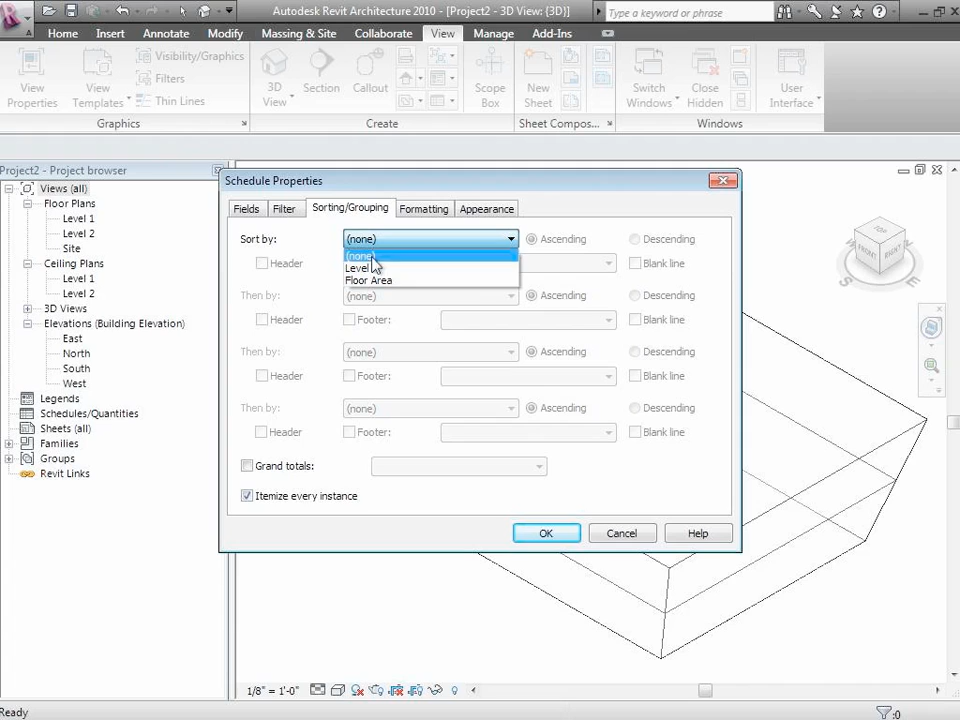 Autodesk Revit Architecture 2010 - [Project2 - 3D View: {3D}]
Type a keyword or phrase
Home Insert Annotate Modify Massing & Site Collaborate View Manage Add-Ins
View Properties
View Templates
Visibility/Graphics
Filters
Thin Lines
3D View
Section
Callout
Scope Box
New Sheet
Switch Windows
Close Hidden
User Interface
Graphics Create Sheet Compos... Windows
Project2 - Project browser
Views (all)
Floor Plans
Level 1
Level 2
Site
Ceiling Plans
Level 1
Level 2
3D Views
Elevations (Building Elevation)
East
North
South
West
Legends
Schedules/Quantities
Sheets (all)
Families
Groups
Revit Links
Schedule Properties
Fields Filter Sorting/Grouping Formatting Appearance
Sort by: (none) Ascending Descending
(none)
Level
Floor Area
Header Blank line
Then by: (none) Ascending Descending
Header Footer: Blank line
Then by: (none) Ascending Descending
Header Footer: Blank line
Then by: (none) Ascending Descending
Header Footer: Blank line
Grand totals:
Itemize every instance
OK Cancel Help
TOP
FRONT
RIGHT
1/8" = 1'-0"
Ready
:0